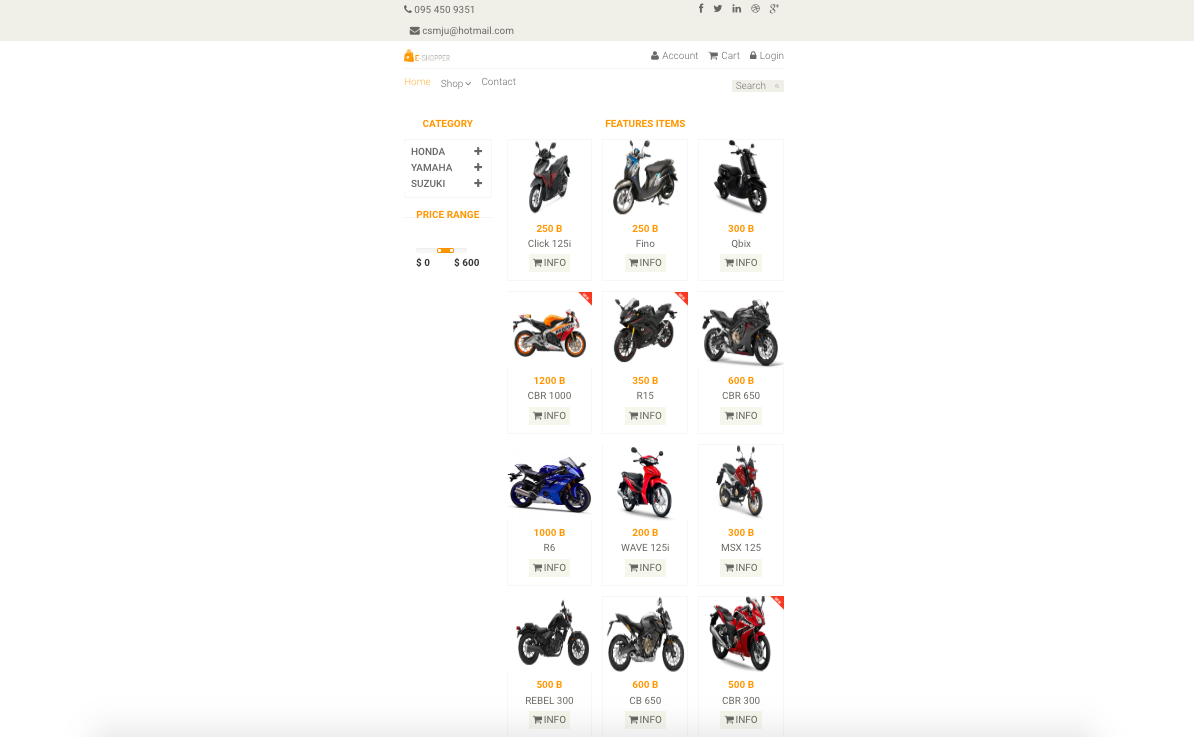 095 450 9351
csmju@hotmail.com
E-SHOPPER
Account Cart Login
Home Shop Contact
Search
CATEGORY
HONDA
YAMAHA
SUZUKI
PRICE RANGE
$ 0 $ 600
FEATURES ITEMS
250 B 250 B 300 B
Click 125i Fino Qbix
INFO INFO INFO
1200 B 350 B 600 B
CBR 1000 R15 CBR 650
INFO INFO INFO
1000 B 200 B 300 B
R6 WAVE 125i MSX 125
INFO INFO INFO
500 B 600 B 500 B
REBEL 300 CB 650 CBR 300
INFO INFO INFO